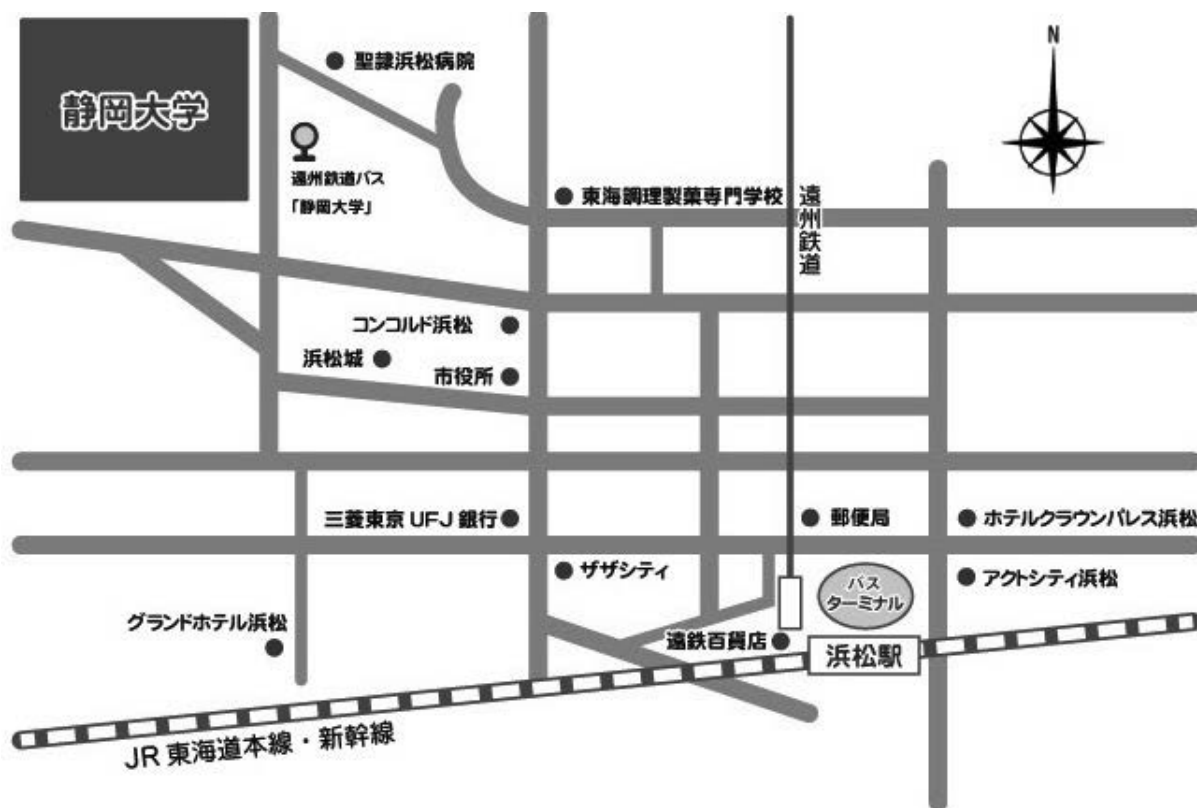 聖隷浜松病院
N
静岡大学
遠州鉄道バス
「静岡大学」
東海調理製菓専門学校
遠州鉄道
コンコルド浜松
浜松城
市役所
三菱東京UFJ銀行
郵便局
ホテルクラウンパレス浜松
ザザシティ
バス
ターミナル
アクトシティ浜松
グランドホテル浜松
遠鉄百貨店
浜松駅
JR東海道本線・新幹線